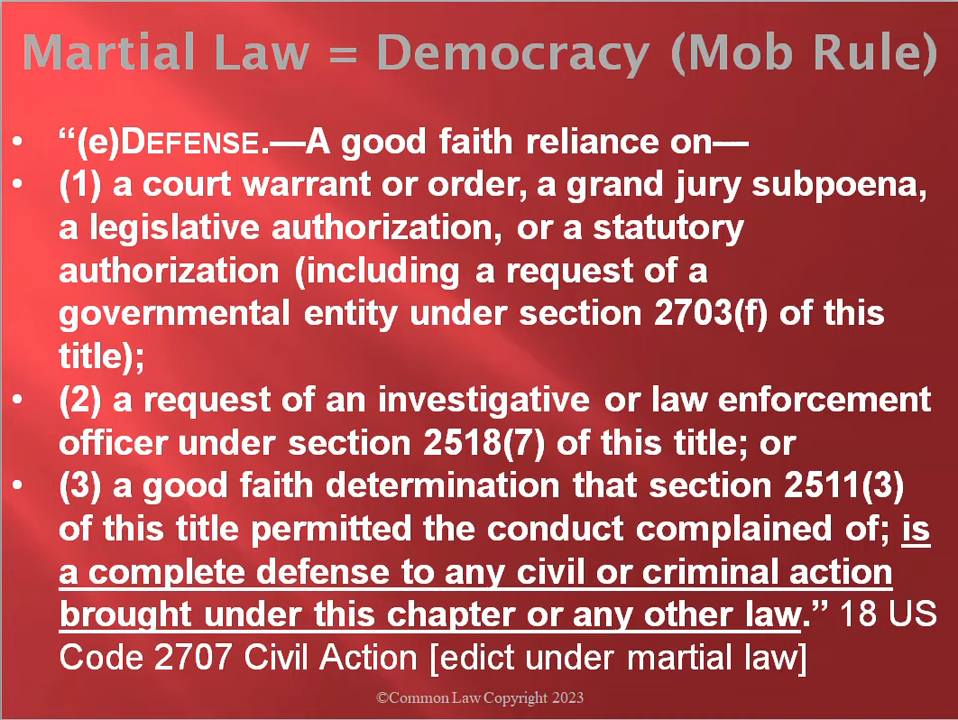 Martial Law = Democracy (Mob Rule)
• “(e)DEFENSE.—A good faith reliance on—
• (1) a court warrant or order, a grand jury subpoena,
a legislative authorization, or a statutory
authorization (including a request of a
governmental entity under section 2703(f) of this
title);
• (2) a request of an investigative or law enforcement
officer under section 2518(7) of this title; or
• (3) a good faith determination that section 2511(3)
of this title permitted the conduct complained of; is
a complete defense to any civil or criminal action
brought under this chapter or any other law.” 18 US
Code 2707 Civil Action [edict under martial law]
©Common Law Copyright 2023